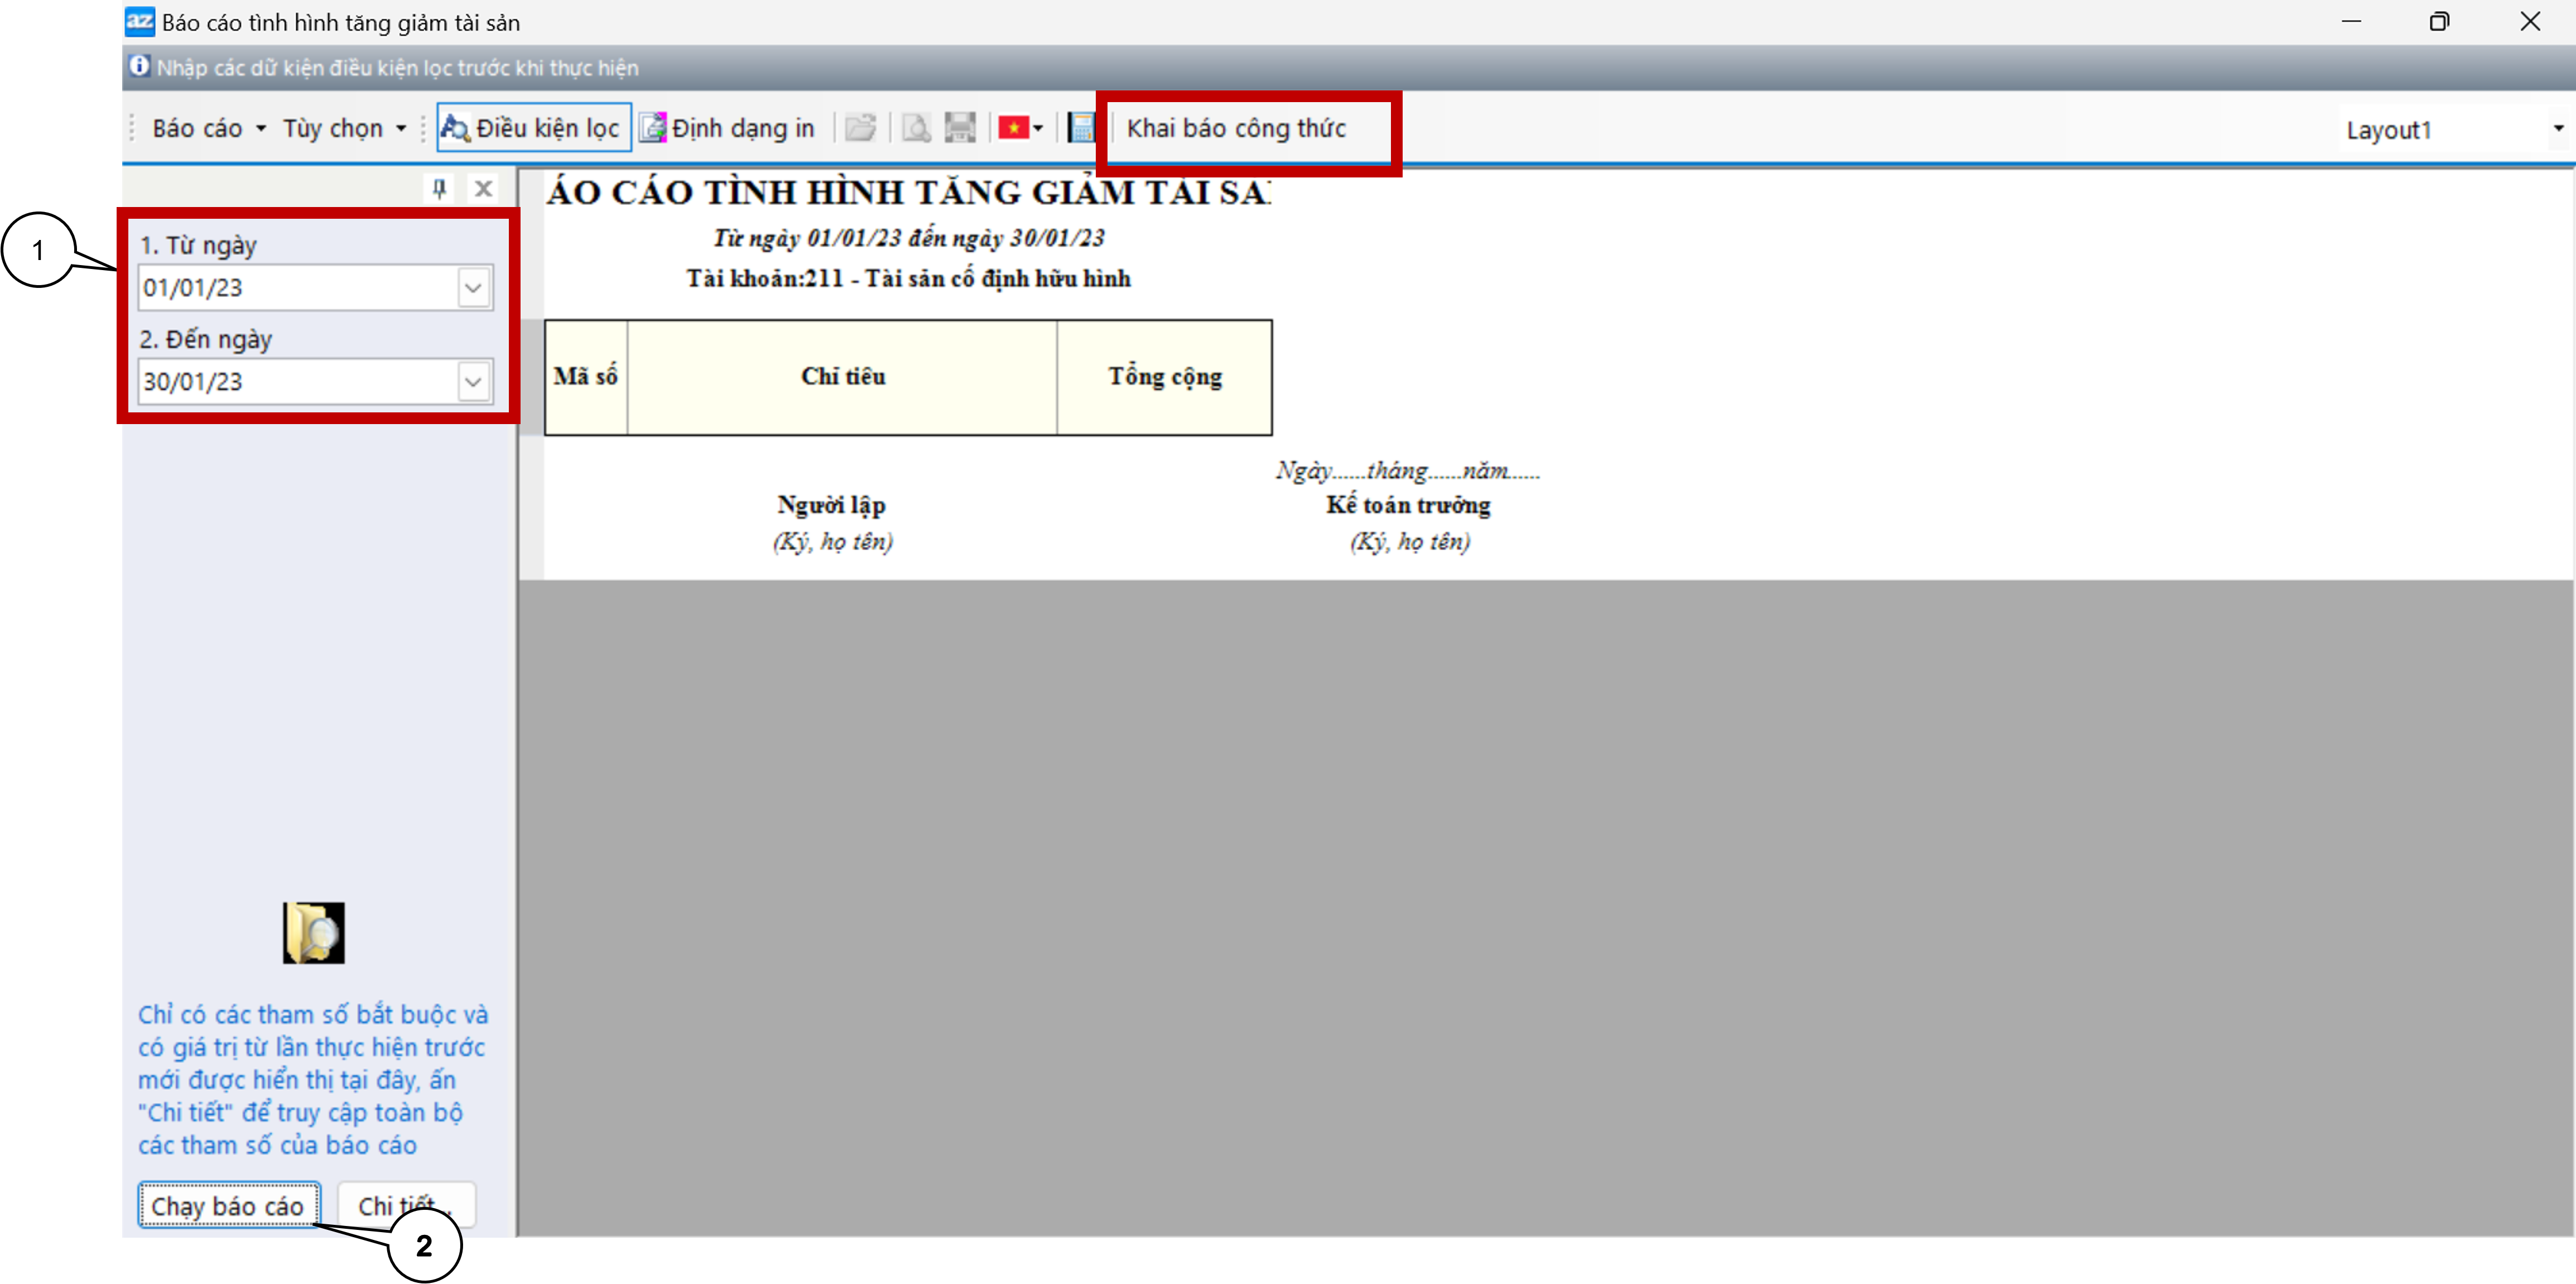 az Báo cáo tình hình tăng giảm tài sản
Nhập các dữ kiện điều kiện lọc trước khi thực hiện
Báo cáo Tùy chọn Điều kiện lọc Định dạng in Khai báo công thức Layout1
1
1. Từ ngày
01/01/23
2. Đến ngày
30/01/23
ÁO CÁO TÌNH HÌNH TĂNG GIẢM TÀI SẢ
Từ ngày 01/01/23 đến ngày 30/01/23
Tài khoản:211 - Tài sản cố định hữu hình
Mã số Chỉ tiêu Tổng cộng
Ngày......tháng......năm......
Người lập Kế toán trưởng
(Ký, họ tên) (Ký, họ tên)
Chỉ có các tham số bắt buộc và
có giá trị từ lần thực hiện trước
mới được hiển thị tại đây, ấn
"Chi tiết" để truy cập toàn bộ
các tham số của báo cáo
Chạy báo cáo Chi tiết...
2